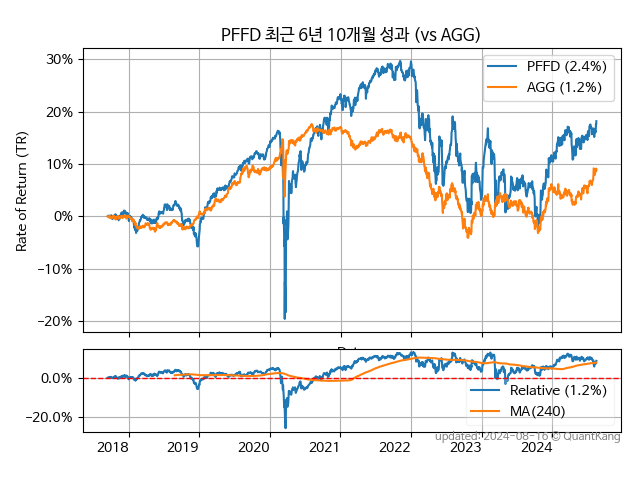 PFFD 최근 6년 10개월 성과 (vs AGG)
30%
20%
10%
0%
−10%
−20%
Rate of Return (TR)
PFFD (2.4%)
AGG (1.2%)
0.0%
−20.0%
Relative (1.2%)
MA(240)
2018 2019 2020 2021 2022 2023 2024
updated: 2024-08-16 © QuantKang